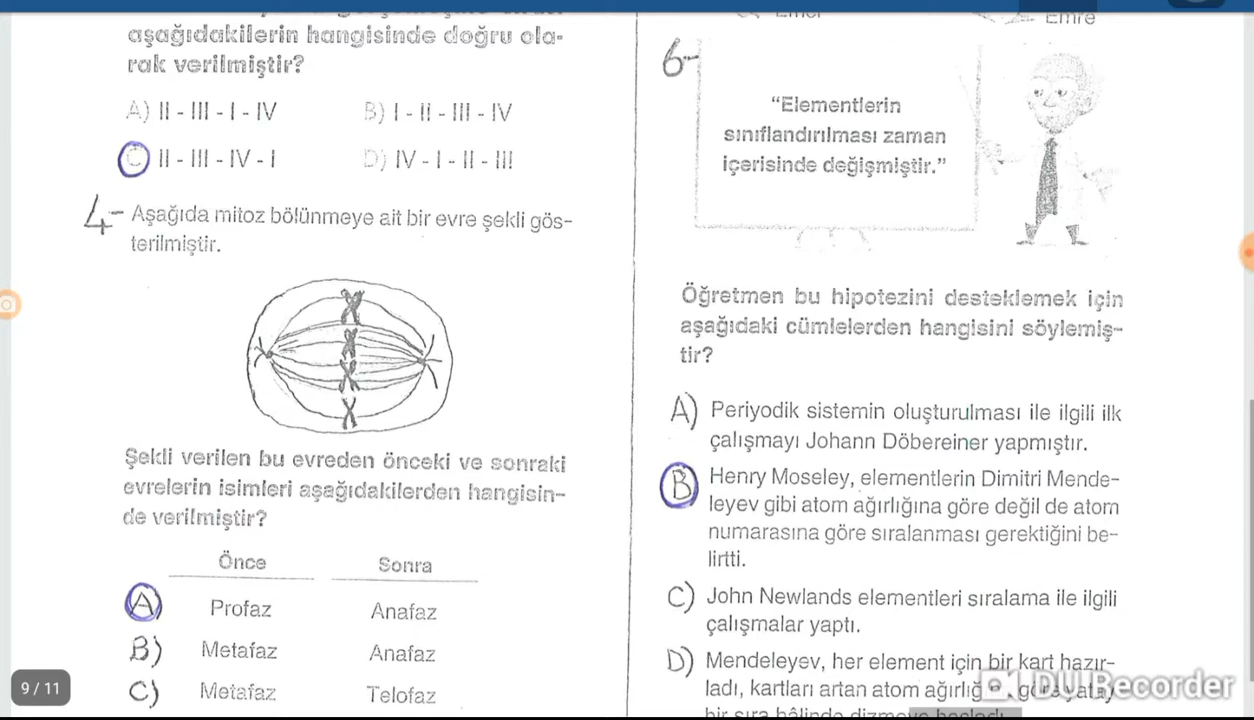 aşağıdakilerin hangisinde doğru ola-
rak verilmiştir?
A) II - III - I - IV
B) I - II - III - IV
C) II - III - IV - I
D) IV - I - II - III
4- Aşağıda mitoz bölünmeye ait bir evre şekli gös-
terilmiştir.
Şekli verilen bu evreden önceki ve sonraki
evrelerin isimleri aşağıdakilerden hangisin-
de verilmiştir?
Önce Sonra
A) Profaz Anafaz
B) Metafaz Anafaz
C) Metafaz Telofaz
9 / 11
Emre
6-
"Elementlerin
sınıflandırılması zaman
içerisinde değişmiştir."
Öğretmen bu hipotezini desteklemek için
aşağıdaki cümlelerden hangisini söylemiş-
tir?
A) Periyodik sistemin oluşturulması ile ilgili ilk
çalışmayı Johann Döbereiner yapmıştır.
B) Henry Moseley, elementlerin Dimitri Mende-
leyev gibi atom ağırlığına göre değil de atom
numarasına göre sıralanması gerektiğini be-
lirtti.
C) John Newlands elementleri sıralama ile ilgili
çalışmalar yaptı.
D) Mendeleyev, her element için bir kart hazır-
ladı, kartları artan atom göre yatay
bir sıra hâlinde
DU Recorder